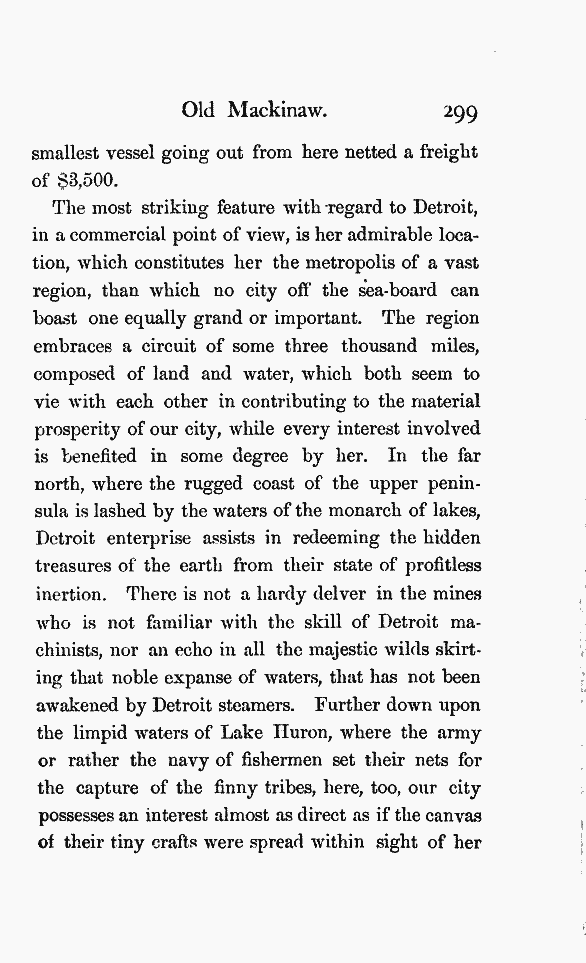 Old Mackinaw. 299
smallest vessel going out from here netted a freight
of $3,500.
The most striking feature with regard to Detroit,
in a commercial point of view, is her admirable loca-
tion, which constitutes her the metropolis of a vast
region, than which no city off the sea-board can
boast one equally grand or important. The region
embraces a circuit of some three thousand miles,
composed of land and water, which both seem to
vie with each other in contributing to the material
prosperity of our city, while every interest involved
is benefited in some degree by her. In the far
north, where the rugged coast of the upper penin-
sula is lashed by the waters of the monarch of lakes,
Detroit enterprise assists in redeeming the hidden
treasures of the earth from their state of profitless
inertion. There is not a hardy delver in the mines
who is not familiar with the skill of Detroit ma-
chinists, nor an echo in all the majestic wilds skirt-
ing that noble expanse of waters, that has not been
awakened by Detroit steamers. Further down upon
the limpid waters of Lake Huron, where the army
or rather the navy of fishermen set their nets for
the capture of the finny tribes, here, too, our city
possesses an interest almost as direct as if the canvas
of their tiny crafts were spread within sight of her